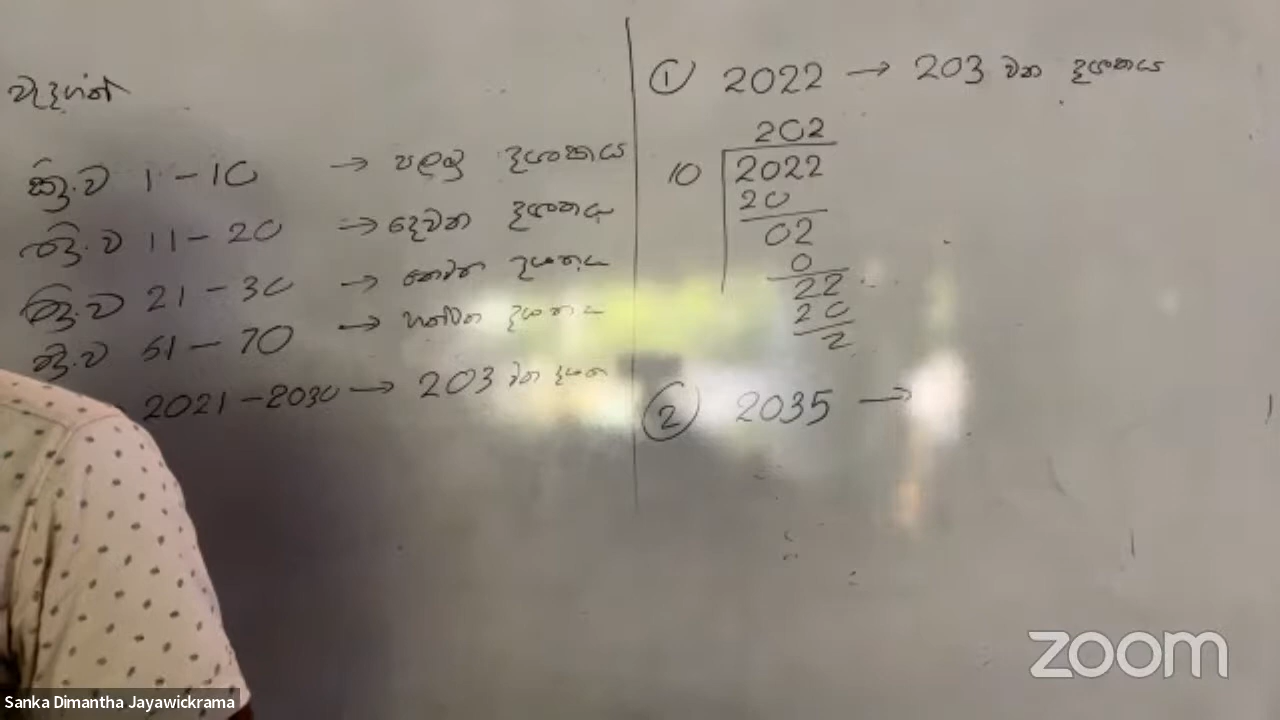 වැදගත්
ක්‍රි.ව 1 - 10 → පළමු දශකය
ක්‍රි.ව 11 - 20 → දෙවන දශකය
ක්‍රි.ව 21 - 30 → තෙවන දශකය
ක්‍රි.ව 61 - 70 → හත්වන දශකය
2021 - 2030 → 203 වන දශක
① 2022 → 203 වන දශකය
202
10 2022
20
02
0
22
20
2
② 2035 →
zoom
Sanka Dimantha Jayawickrama